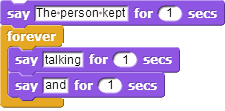 say The person kept for 1 secs
forever
say talking for 1 secs
say and for 1 secs